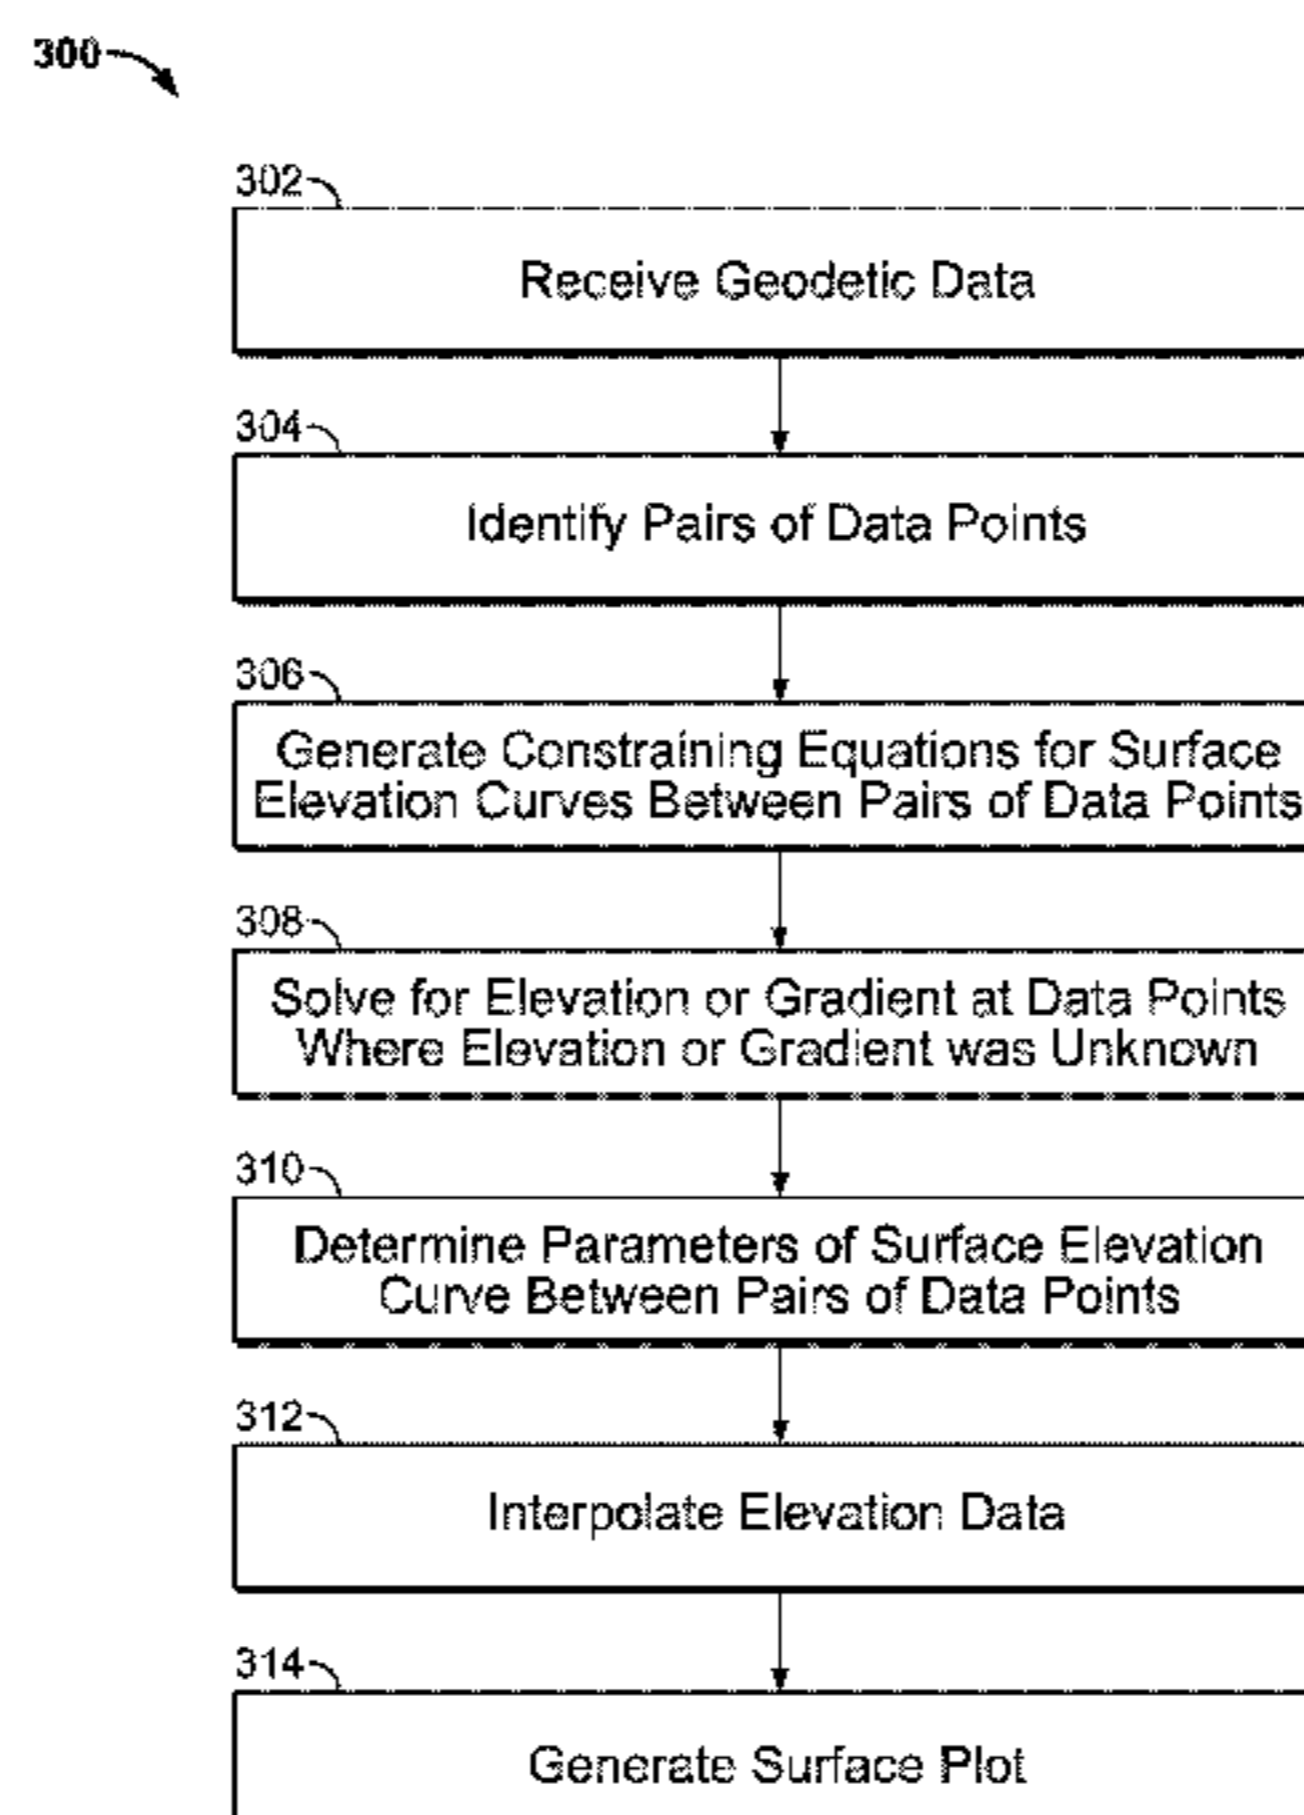 300
302
Receive Geodetic Data
304
Identify Pairs of Data Points
306
Generate Constraining Equations for Surface
Elevation Curves Between Pairs of Data Points
308
Solve for Elevation or Gradient at Data Points
Where Elevation or Gradient was Unknown
310
Determine Parameters of Surface Elevation
Curve Between Pairs of Data Points
312
Interpolate Elevation Data
314
Generate Surface Plot